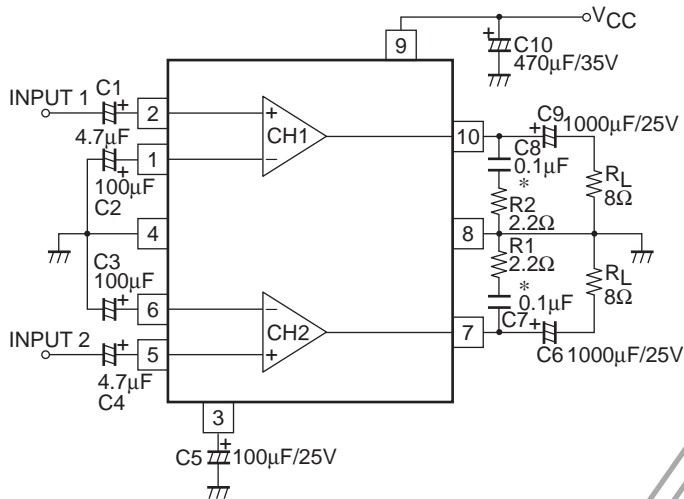 VCC
9
C10
470µF/35V
C1
INPUT 1
4.7µF
2
1
100µF
C2
CH1
+
−
10
C9
1000µF/25V
C8
0.1µF
*
R2
2.2Ω
RL
8Ω
4
8
C3
100µF
6
R1
2.2Ω
*
0.1µF
C7
RL
8Ω
INPUT 2
5
4.7µF
C4
−
+
CH2
7
C6 1000µF/25V
3
C5
100µF/25V
+
+
+
+
+
+
+
+